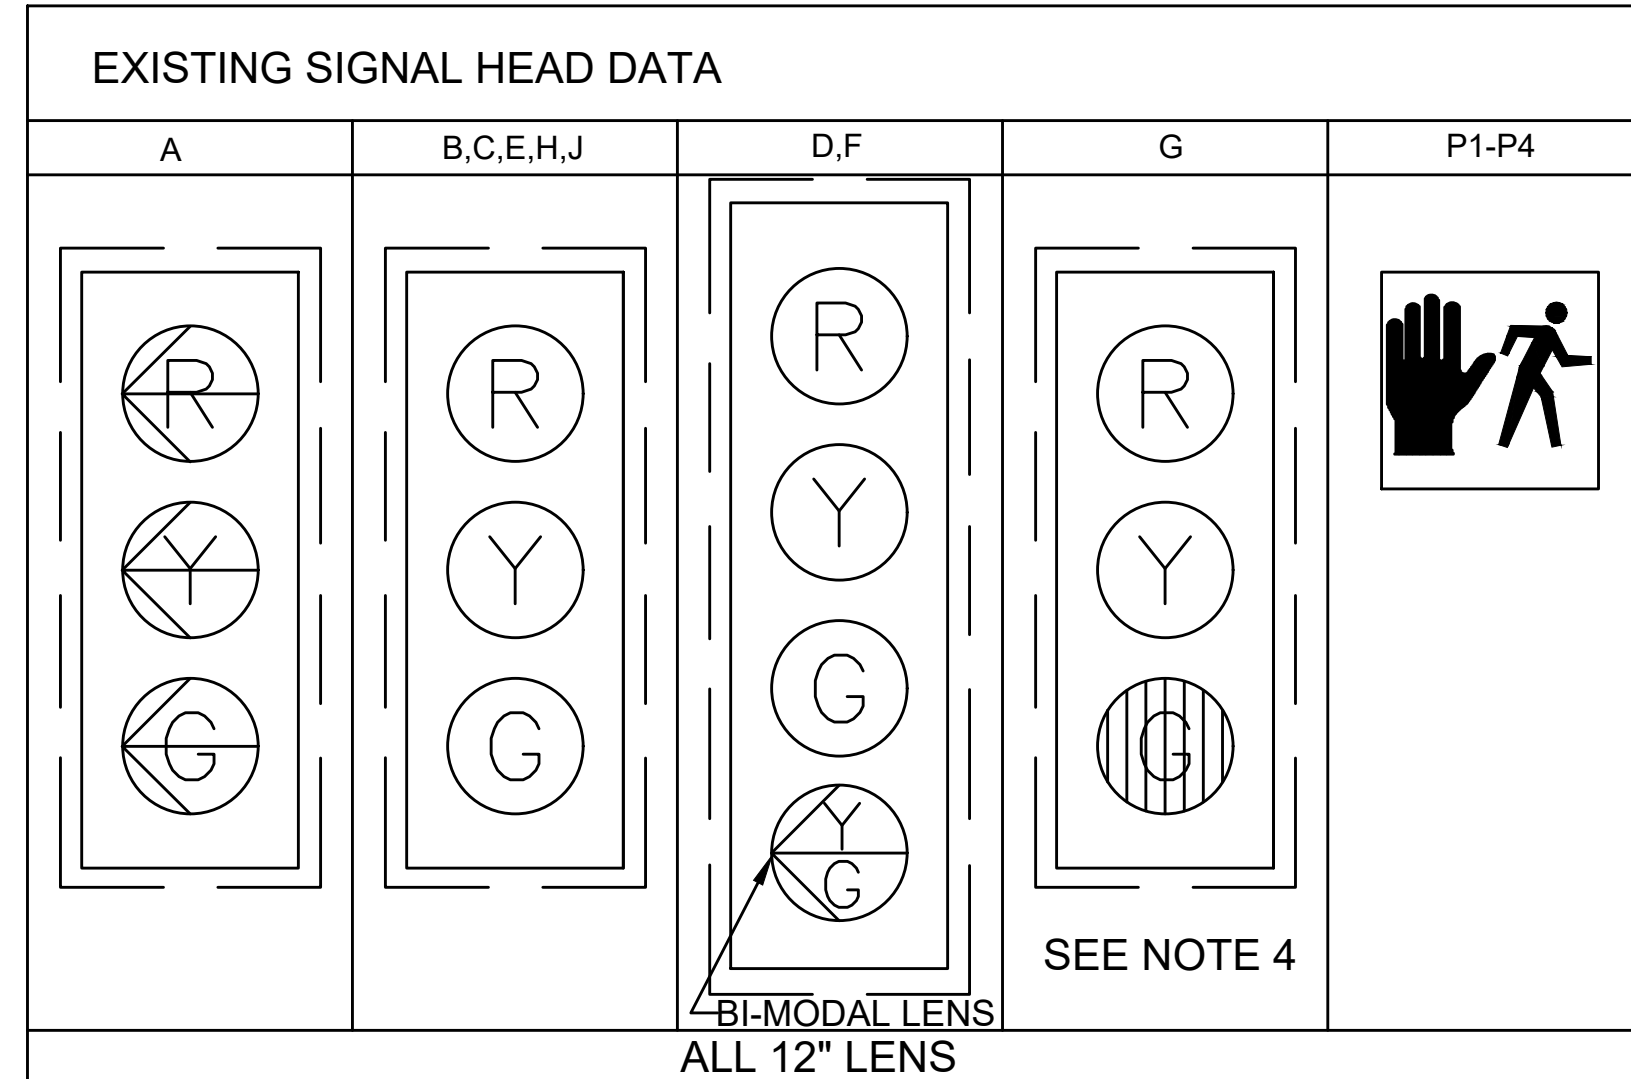 EXISTING SIGNAL HEAD DATA
A
B,C,E,H,J
D,F
G
P1-P4
R
Y
G
R
Y
G
R
Y
G
Y
G
R
Y
G
SEE NOTE 4
BI-MODAL LENS
ALL 12" LENS